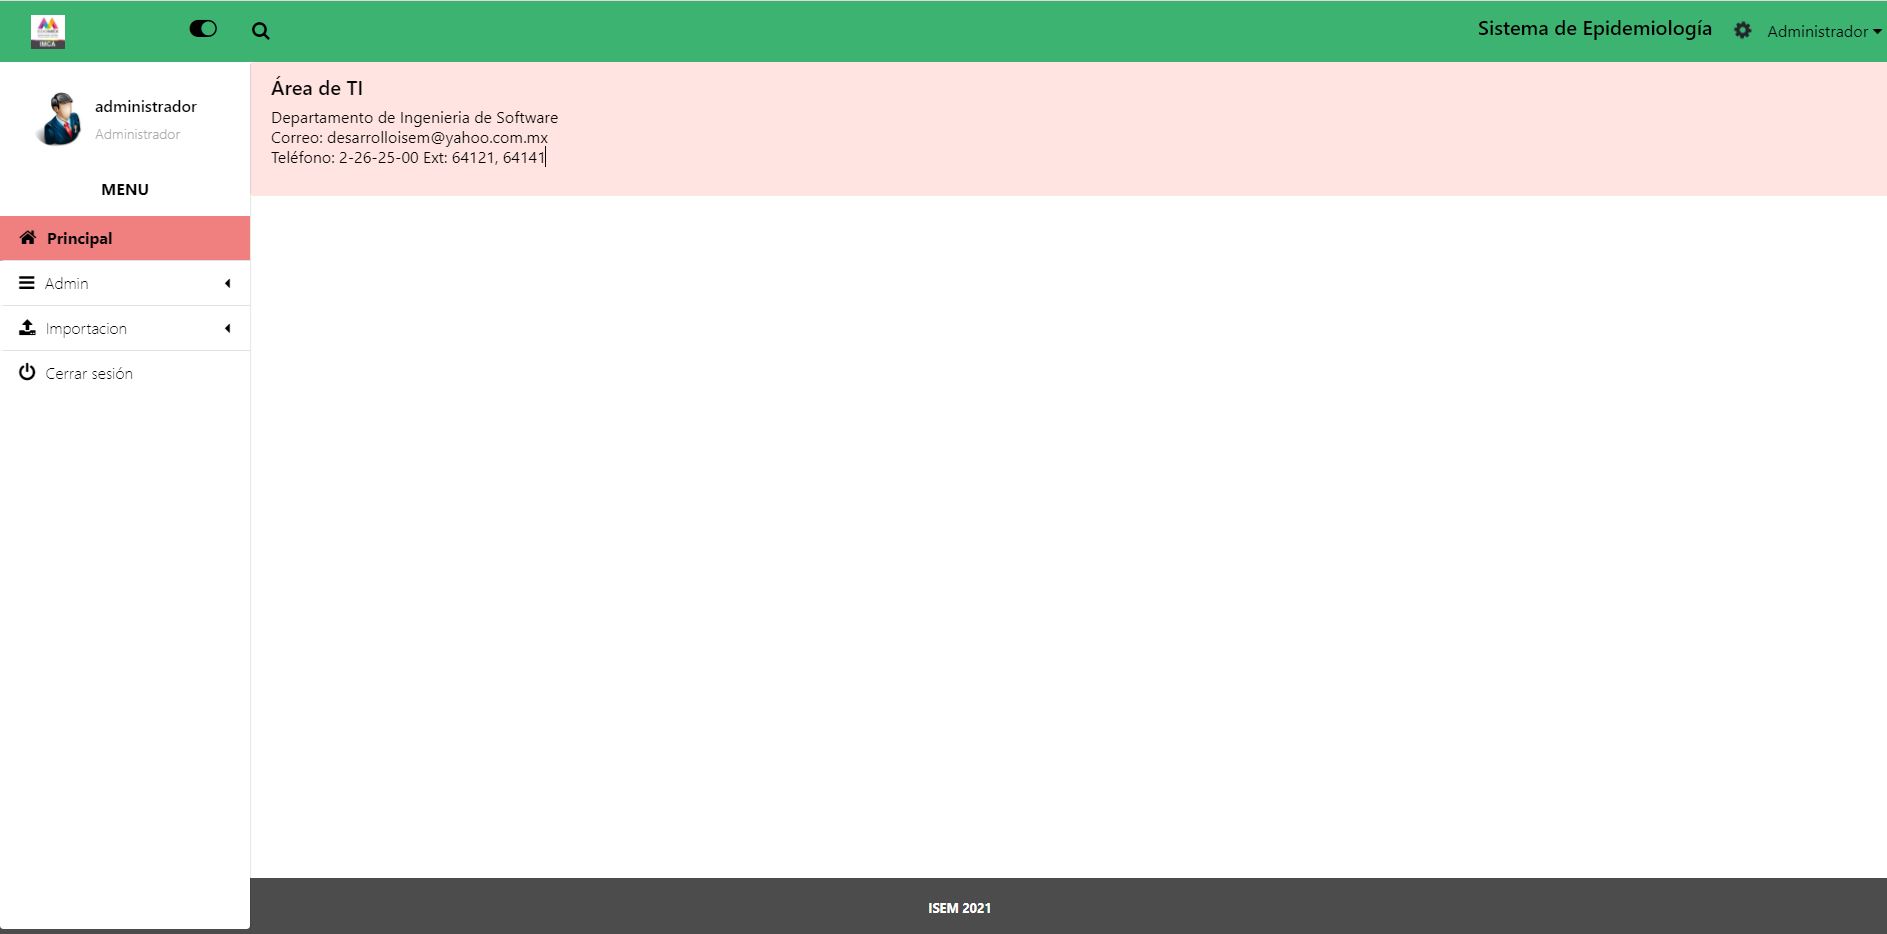 IMCA
Sistema de Epidemiología
Administrador
administrador
Administrador
MENU
Principal
Admin
Importacion
Cerrar sesión
Área de TI
Departamento de Ingenieria de Software
Correo: desarrolloisem@yahoo.com.mx
Teléfono: 2-26-25-00 Ext: 64121, 64141
ISEM 2021